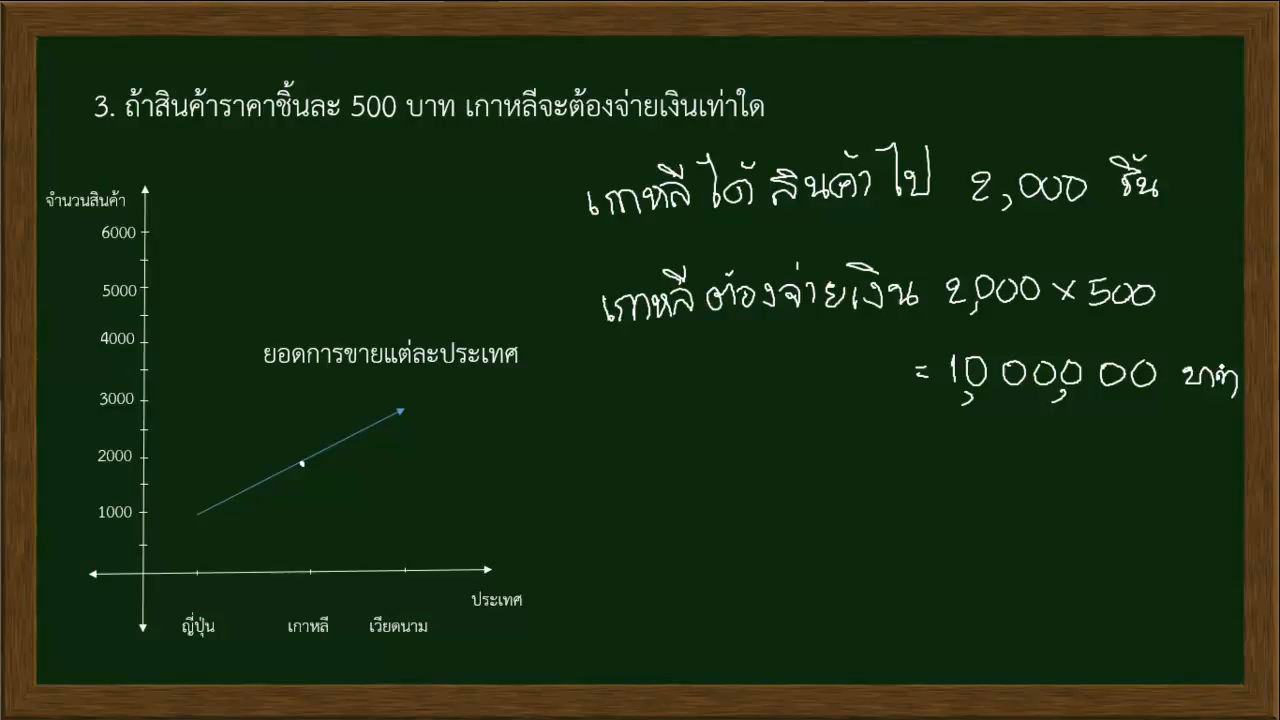 3. ถ้าสินค้าราคาชิ้นละ 500 บาท เกาหลีจะต้องจ่ายเงินเท่าใด
เกาหลีได้สินค้าไป 2,000 ชิ้น
จำนวนสินค้า
6000
5000
เกาหลีต้องจ่ายเงิน 2,000 × 500
4000
ยอดการขายแต่ละประเทศ
= 10,000,000 บาท
3000
2000
1000
ประเทศ
ญี่ปุ่น เกาหลี เวียดนาม